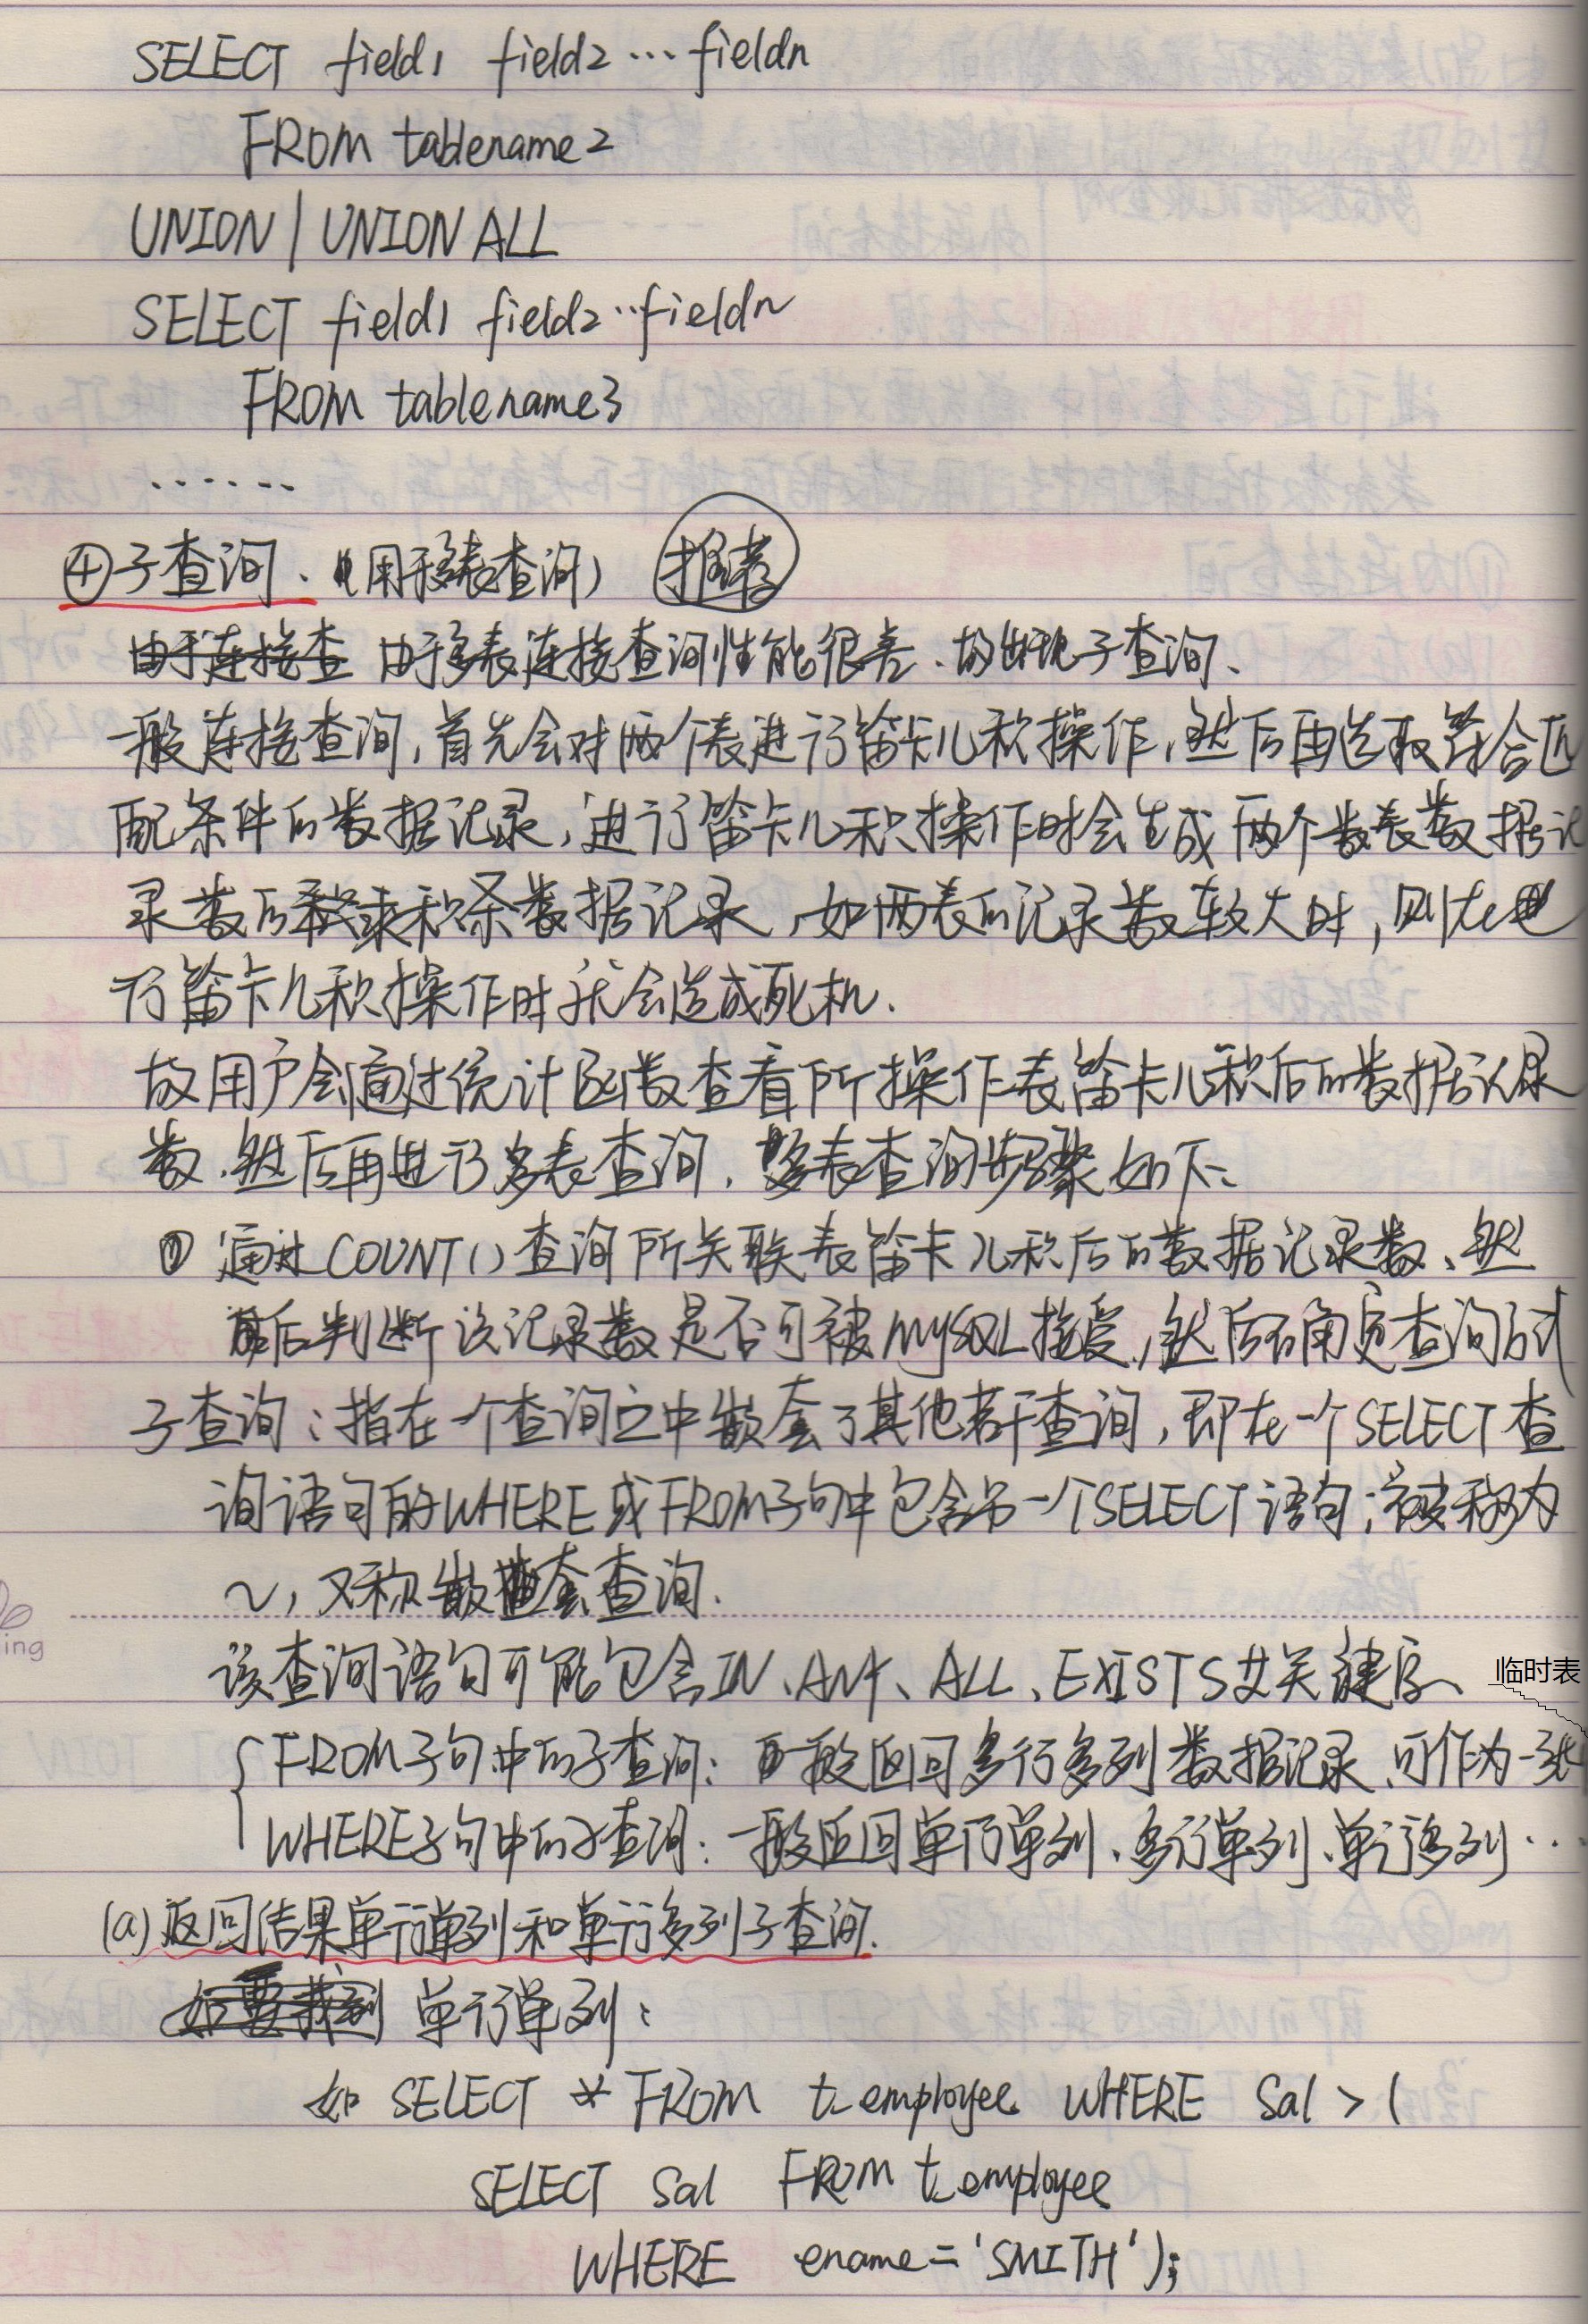 SELECT field1 field2 … fieldn
FROM tablename2
UNION | UNION ALL
SELECT field1 field2 … fieldn
FROM tablename3
……
④子查询、(用于多表查询) 推荐
由于连接查 由于多表连接查询性能很差、故出现子查询、
一般连接查询,首先会对两个表进行笛卡儿积操作,然后再选取符合匹
配条件的数据记录,进行笛卡儿积操作时会生成两个数表数据记
录数的乘积条数据记录,如两表的记录数较大时,则在进
行笛卡儿积操作时就会造成死机.
故用户会通过统计函数查看所操作表笛卡儿积后的数据记录
数.然后再进行多表查询.多表查询步骤如下:
① 通过COUNT()查询所关联表笛卡儿积后的数据记录数、然
后判断该记录数是否可被MySQL接受,然后确定查询方式
子查询:指在一个查询之中嵌套了其他若干查询,即在一个SELECT查
询语句的WHERE或FROM子句中包含另一个SELECT语句;被称为
~,又称嵌套查询.
该查询语句可能包含IN、ANY、ALL、EXISTS等关键字、
临时表
FROM子句中的子查询:一般返回多行多列数据记录.可作为一张
WHERE子句中的子查询:一般返回单行单列、多行单列、单行多列…
(a)返回结果单行单列和单行多列子查询.
如要找到 单行单列:
如 SELECT * FROM t_employee WHERE Sal > (
SELECT Sal FROM t_employee
WHERE ename='SMITH');
ing